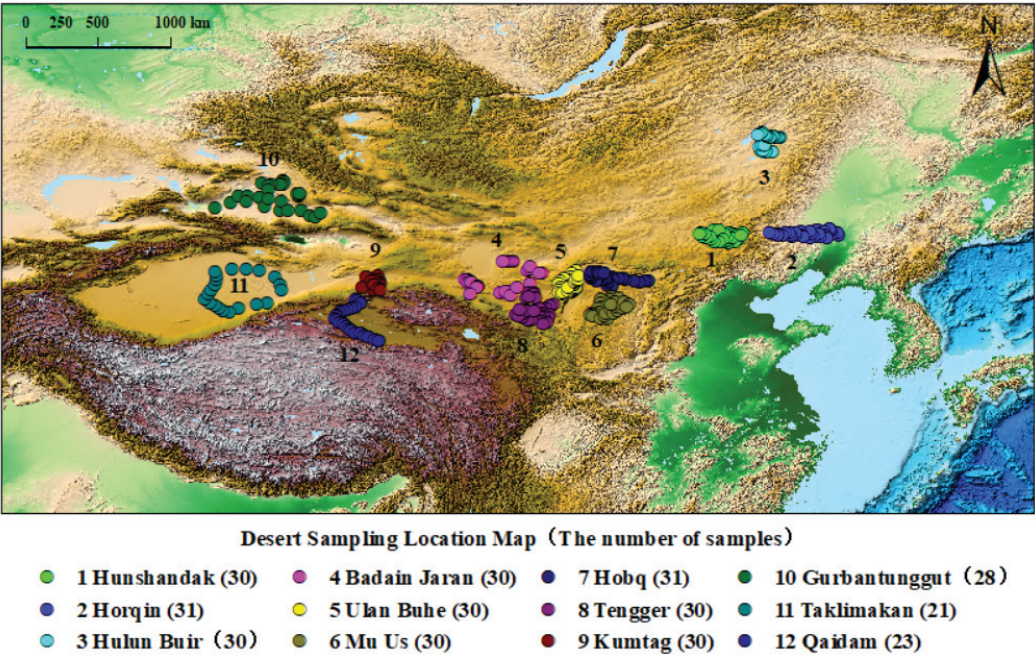 0 250 500 1000 km
N
10
3
9
4
5
7
1
2
11
12
8
6
Desert Sampling Location Map（The number of samples）
1 Hunshandak (30) 4 Badain Jaran (30) 7 Hobq (31) 10 Gurbantunggut（28）
2 Horqin (31) 5 Ulan Buhe (30) 8 Tengger (30) 11 Taklimakan (21)
3 Hulun Buir（30） 6 Mu Us (30) 9 Kumtag (30) 12 Qaidam (23)